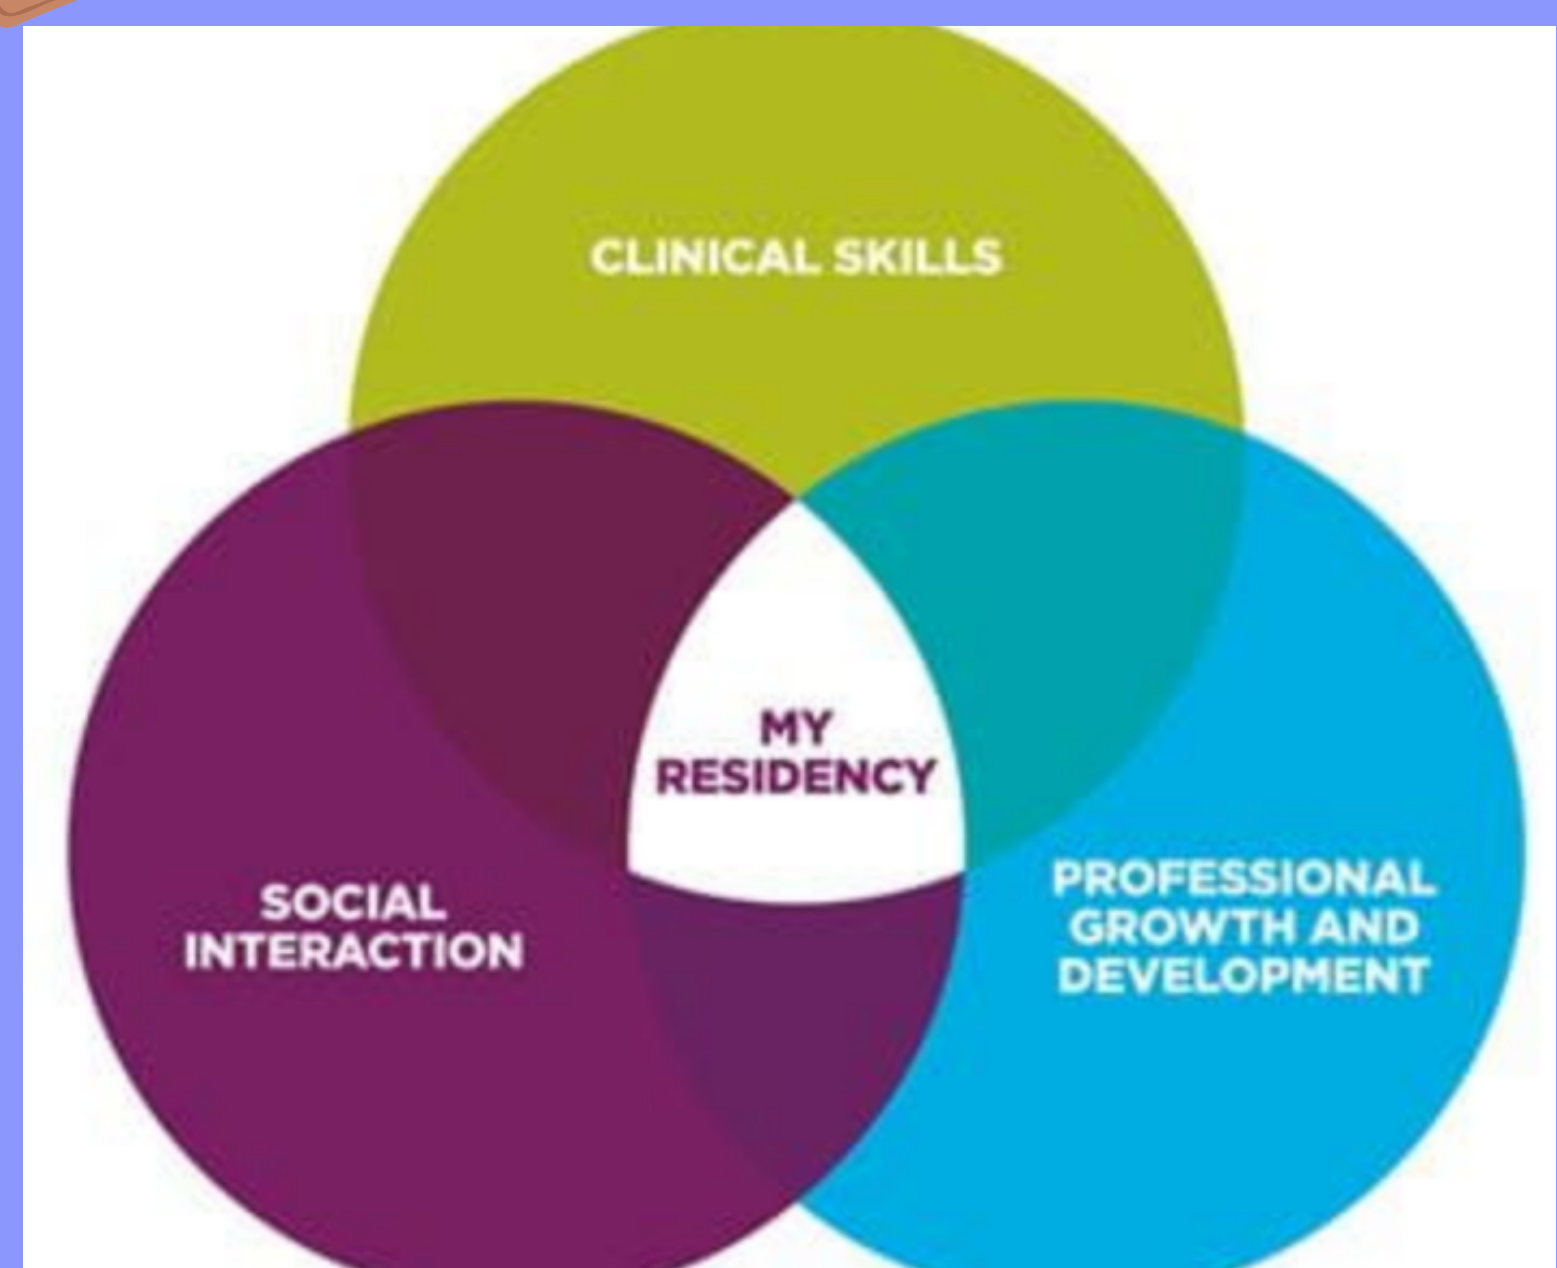 CLINICAL SKILLS
MY
RESIDENCY
SOCIAL
INTERACTION
PROFESSIONAL
GROWTH AND
DEVELOPMENT